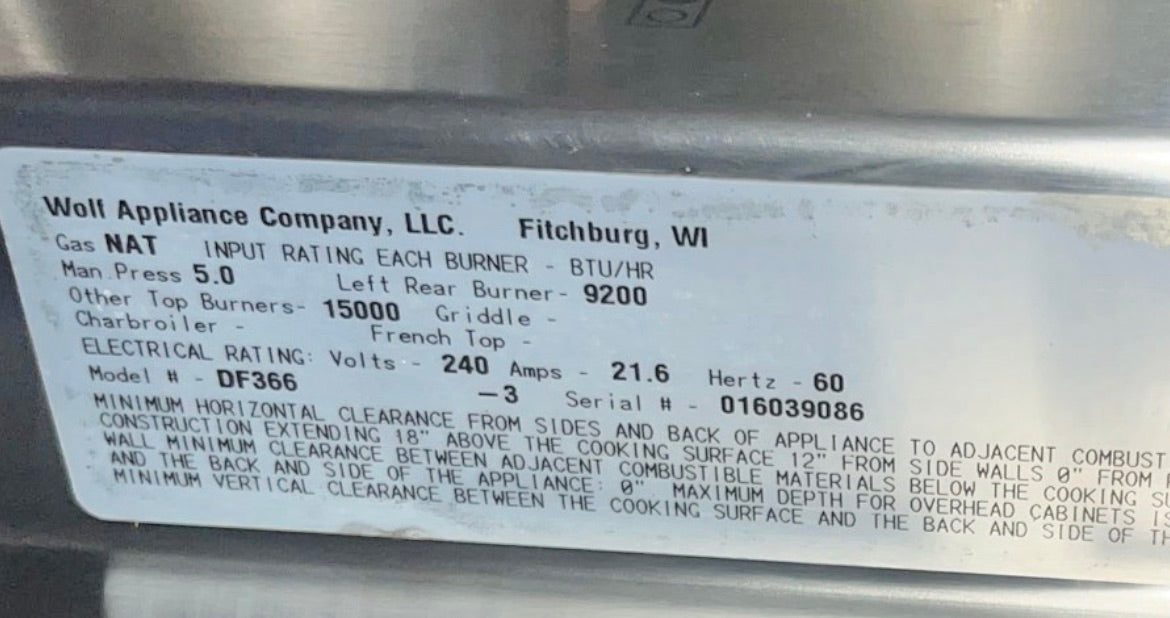 Wolf Appliance Company, LLC. Fitchburg, WI
Gas NAT INPUT RATING EACH BURNER - BTU/HR
Man.Press 5.0 Left Rear Burner- 9200
Other Top Burners- 15000 Griddle -
Charbroiler - French Top -
ELECTRICAL RATING: Volts - 240 Amps - 21.6 Hertz - 60
Model # - DF366 -3 Serial # - 016039086
MINIMUM HORIZONTAL CLEARANCE FROM SIDES AND BACK OF APPLIANCE TO ADJACENT COMBUST
CONSTRUCTION EXTENDING 18" ABOVE THE COOKING SURFACE 12" FROM SIDE WALLS 0" FROM
WALL MINIMUM CLEARANCE BETWEEN ADJACENT COMBUSTIBLE MATERIALS BELOW THE COOKING
AND THE BACK AND SIDE OF THE APPLIANCE: 0" MAXIMUM DEPTH FOR OVERHEAD CABINETS
MINIMUM VERTICAL CLEARANCE BETWEEN THE COOKING SURFACE AND THE BACK AND SIDE OF